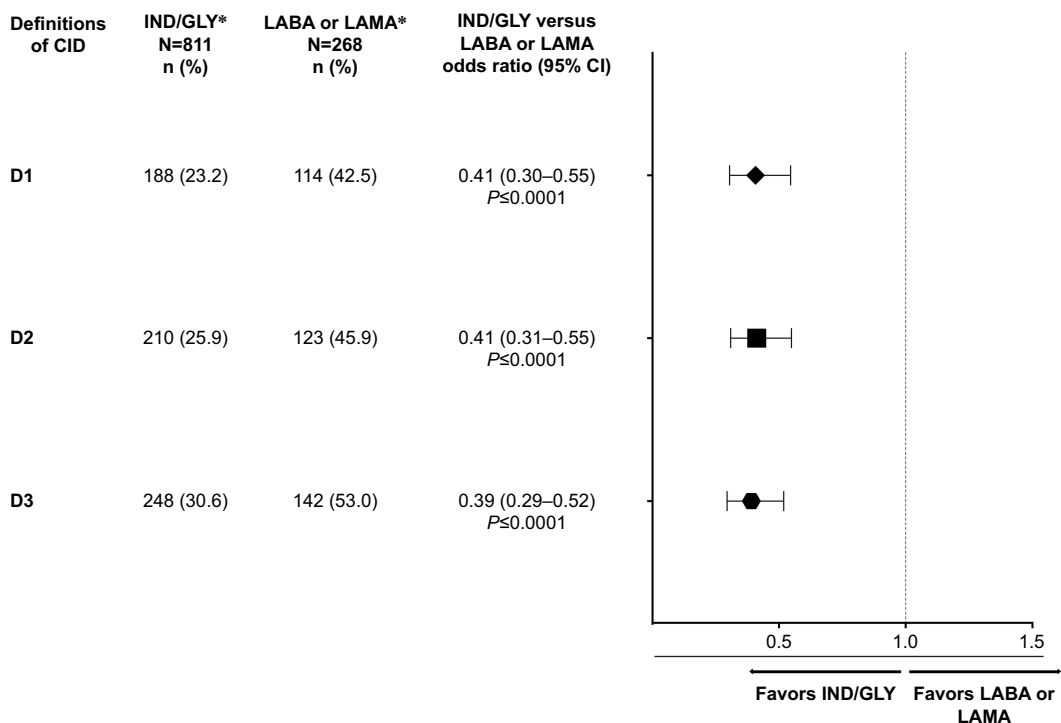 Definitions of CID
IND/GLY* N=811 n (%)
LABA or LAMA* N=268 n (%)
IND/GLY versus LABA or LAMA odds ratio (95% CI)
D1 188 (23.2) 114 (42.5) 0.41 (0.30–0.55)
P≤0.0001
D2 210 (25.9) 123 (45.9) 0.41 (0.31–0.55)
P≤0.0001
D3 248 (30.6) 142 (53.0) 0.39 (0.29–0.52)
P≤0.0001
0.5 1.0 1.5
Favors IND/GLY
Favors LABA or
LAMA